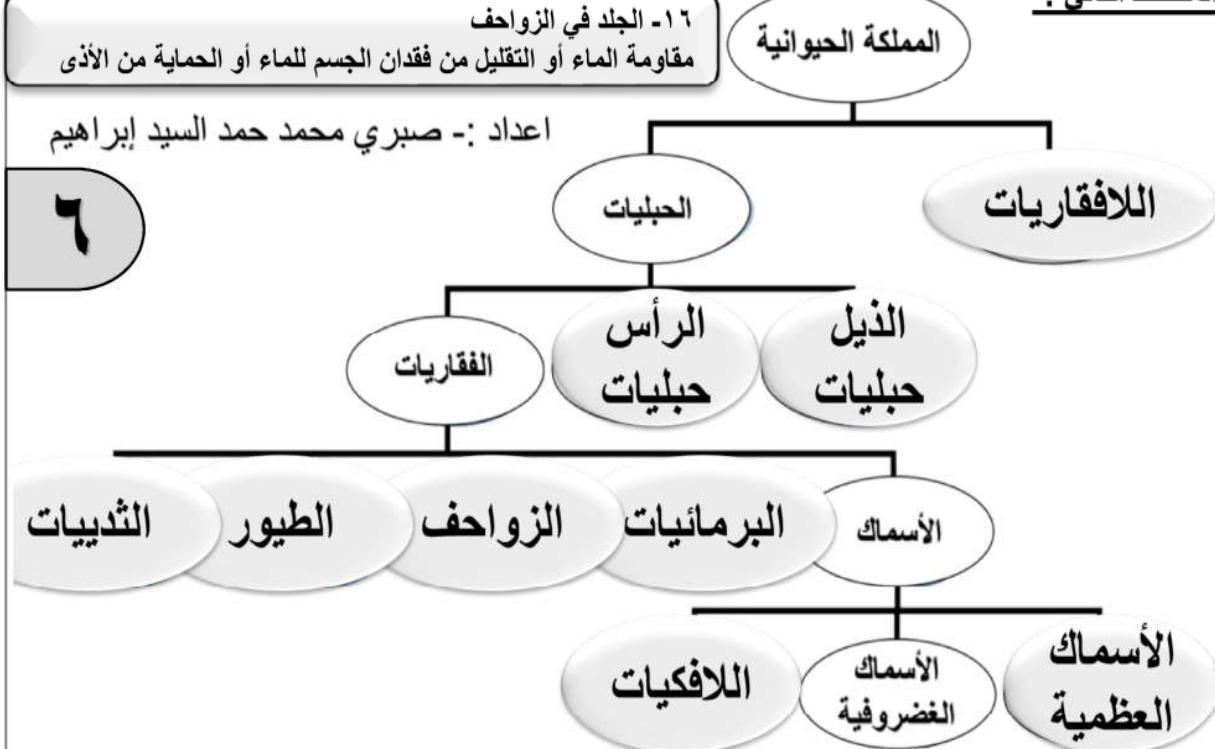 ١٦- الجلد في الزواحف
مقاومة الماء أو التقليل من فقدان الجسم للماء أو الحماية من الأذى
اعداد :- صبري محمد حمد السيد إبراهيم
٦
المملكة الحيوانية
اللافقاريات
الحبليات
الذيل
حبليات
الرأس
حبليات
الفقاريات
الأسماك
البرمائيات
الزواحف
الطيور
الثدييات
الأسماك
العظمية
الأسماك
الغضروفية
اللافكيات